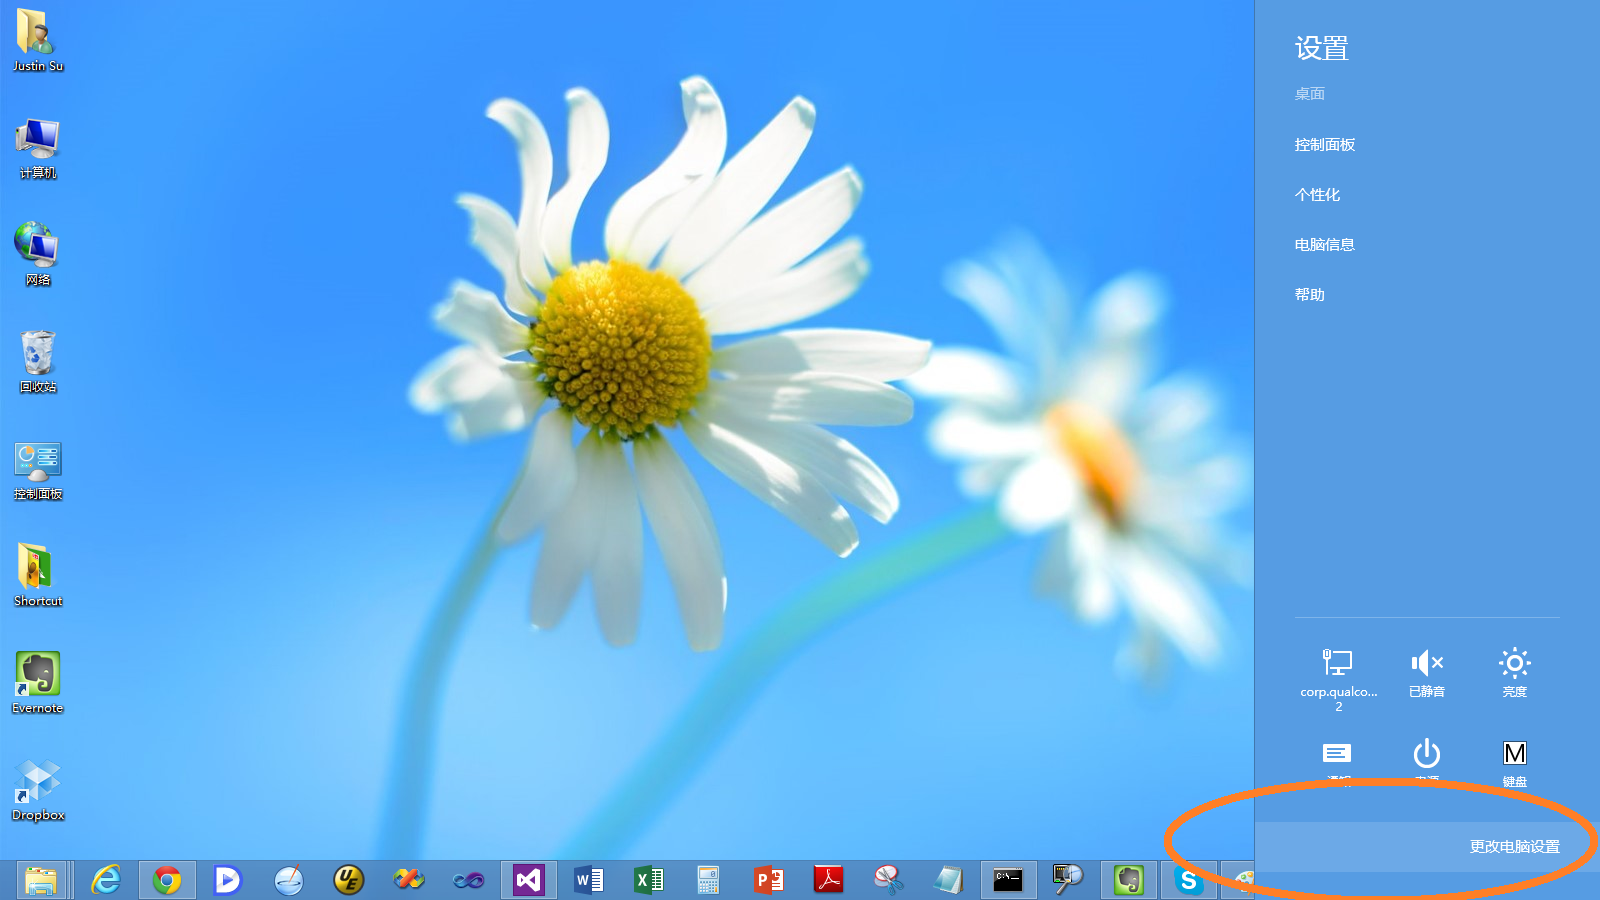 Justin Su
计算机
网络
回收站
控制面板
Shortcut
Evernote
Dropbox
设置
桌面
控制面板
个性化
电脑信息
帮助
corp.qualco...
2
已静音
亮度
M
键盘
更改电脑设置